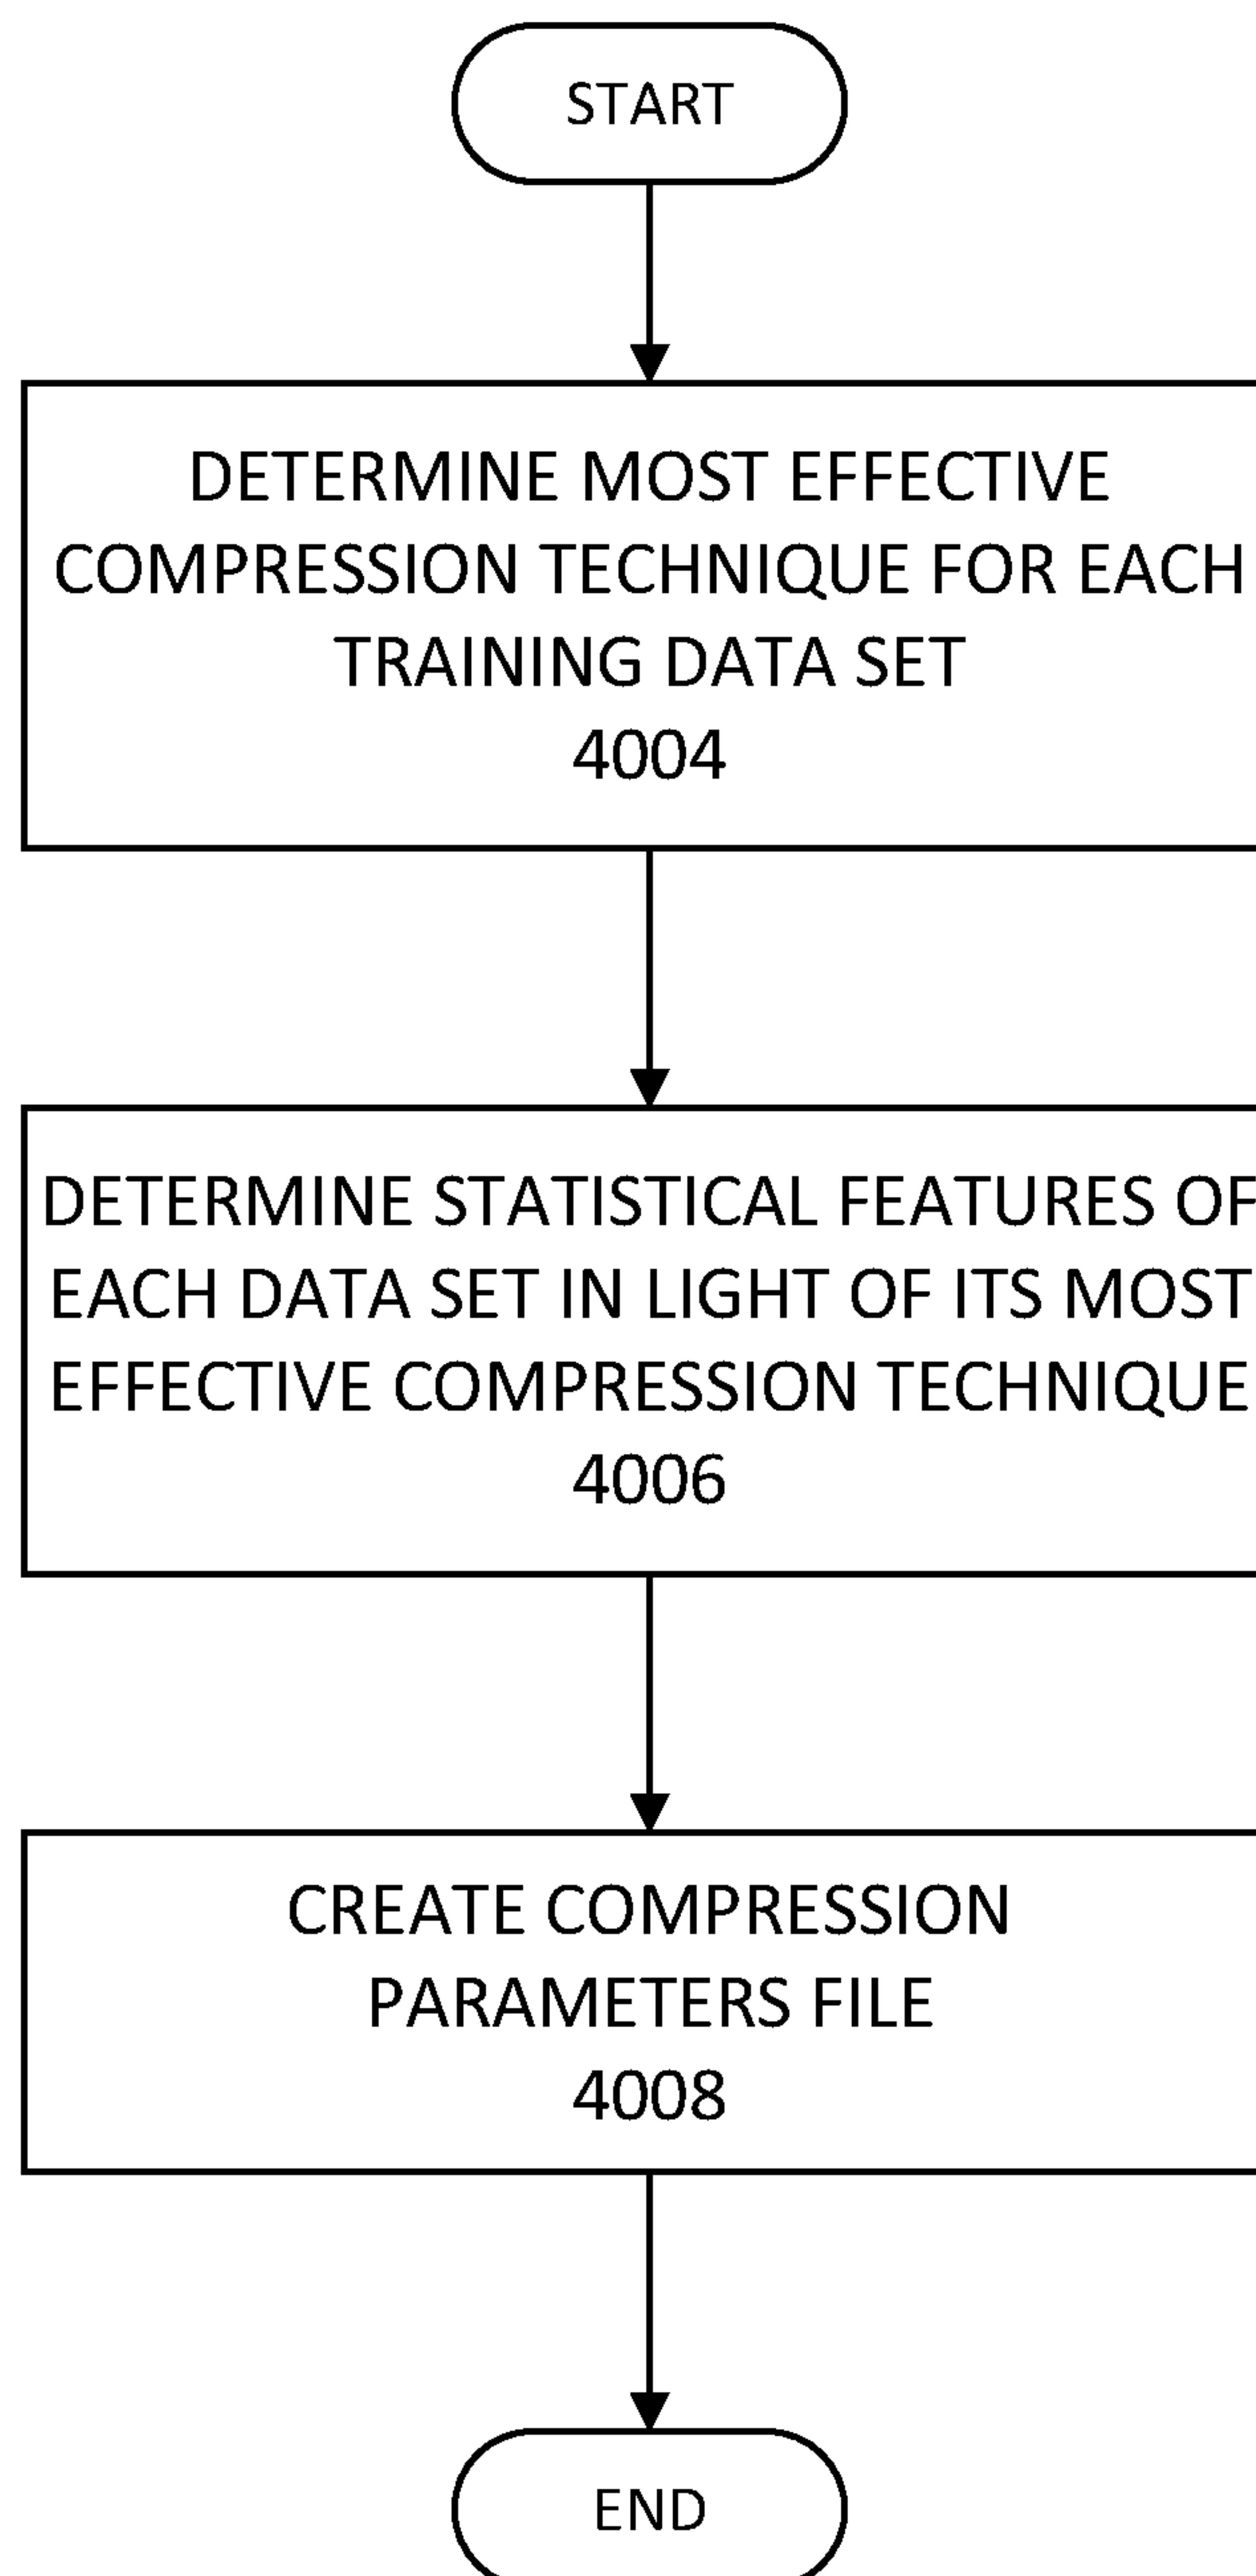 START
DETERMINE MOST EFFECTIVE
COMPRESSION TECHNIQUE FOR EACH
TRAINING DATA SET
4004
DETERMINE STATISTICAL FEATURES OF
EACH DATA SET IN LIGHT OF ITS MOST
EFFECTIVE COMPRESSION TECHNIQUE
4006
CREATE COMPRESSION
PARAMETERS FILE
4008
END